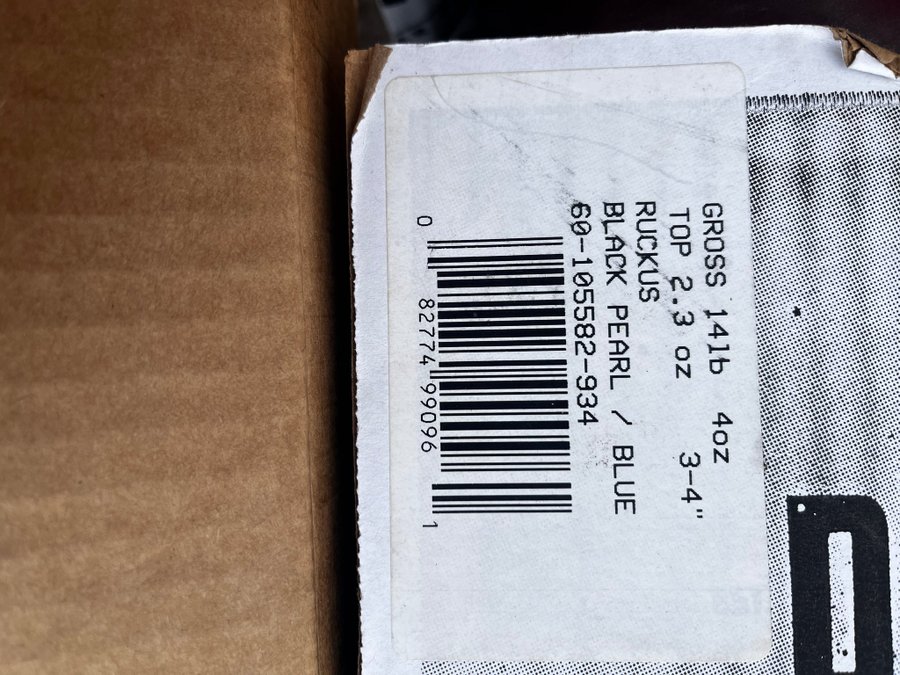 GROSS 14lb 4oz
TOP 2.3 oz 3-4"
RUCKUS
BLACK PEARL / BLUE
60-105582-934
0 82774 99096 1
D